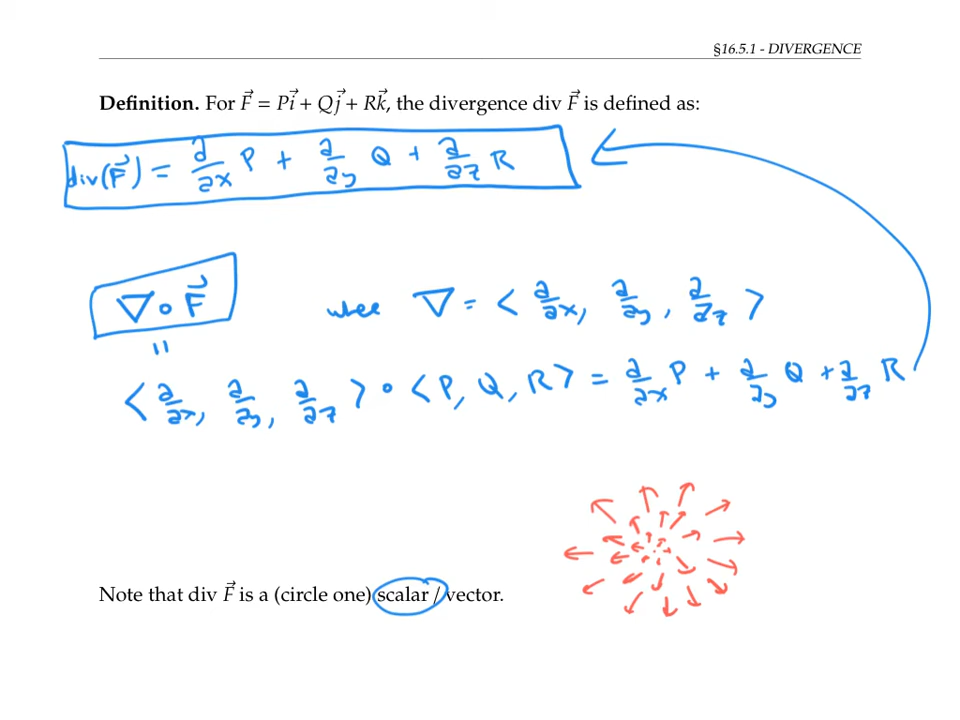 §16.5.1 - DIVERGENCE
Definition. For F⃗ = Pi⃗ + Qj⃗ + Rk⃗, the divergence div F⃗ is defined as:
div(F⃗) = ∂/∂x P + ∂/∂y Q + ∂/∂z R
∇ ∘ F⃗ where ∇ = < ∂/∂x, ∂/∂y, ∂/∂z >
=
< ∂/∂x, ∂/∂y, ∂/∂z > ∘ < P, Q, R > = ∂/∂x P + ∂/∂y Q + ∂/∂z R
Note that div F⃗ is a (circle one) scalar / vector.